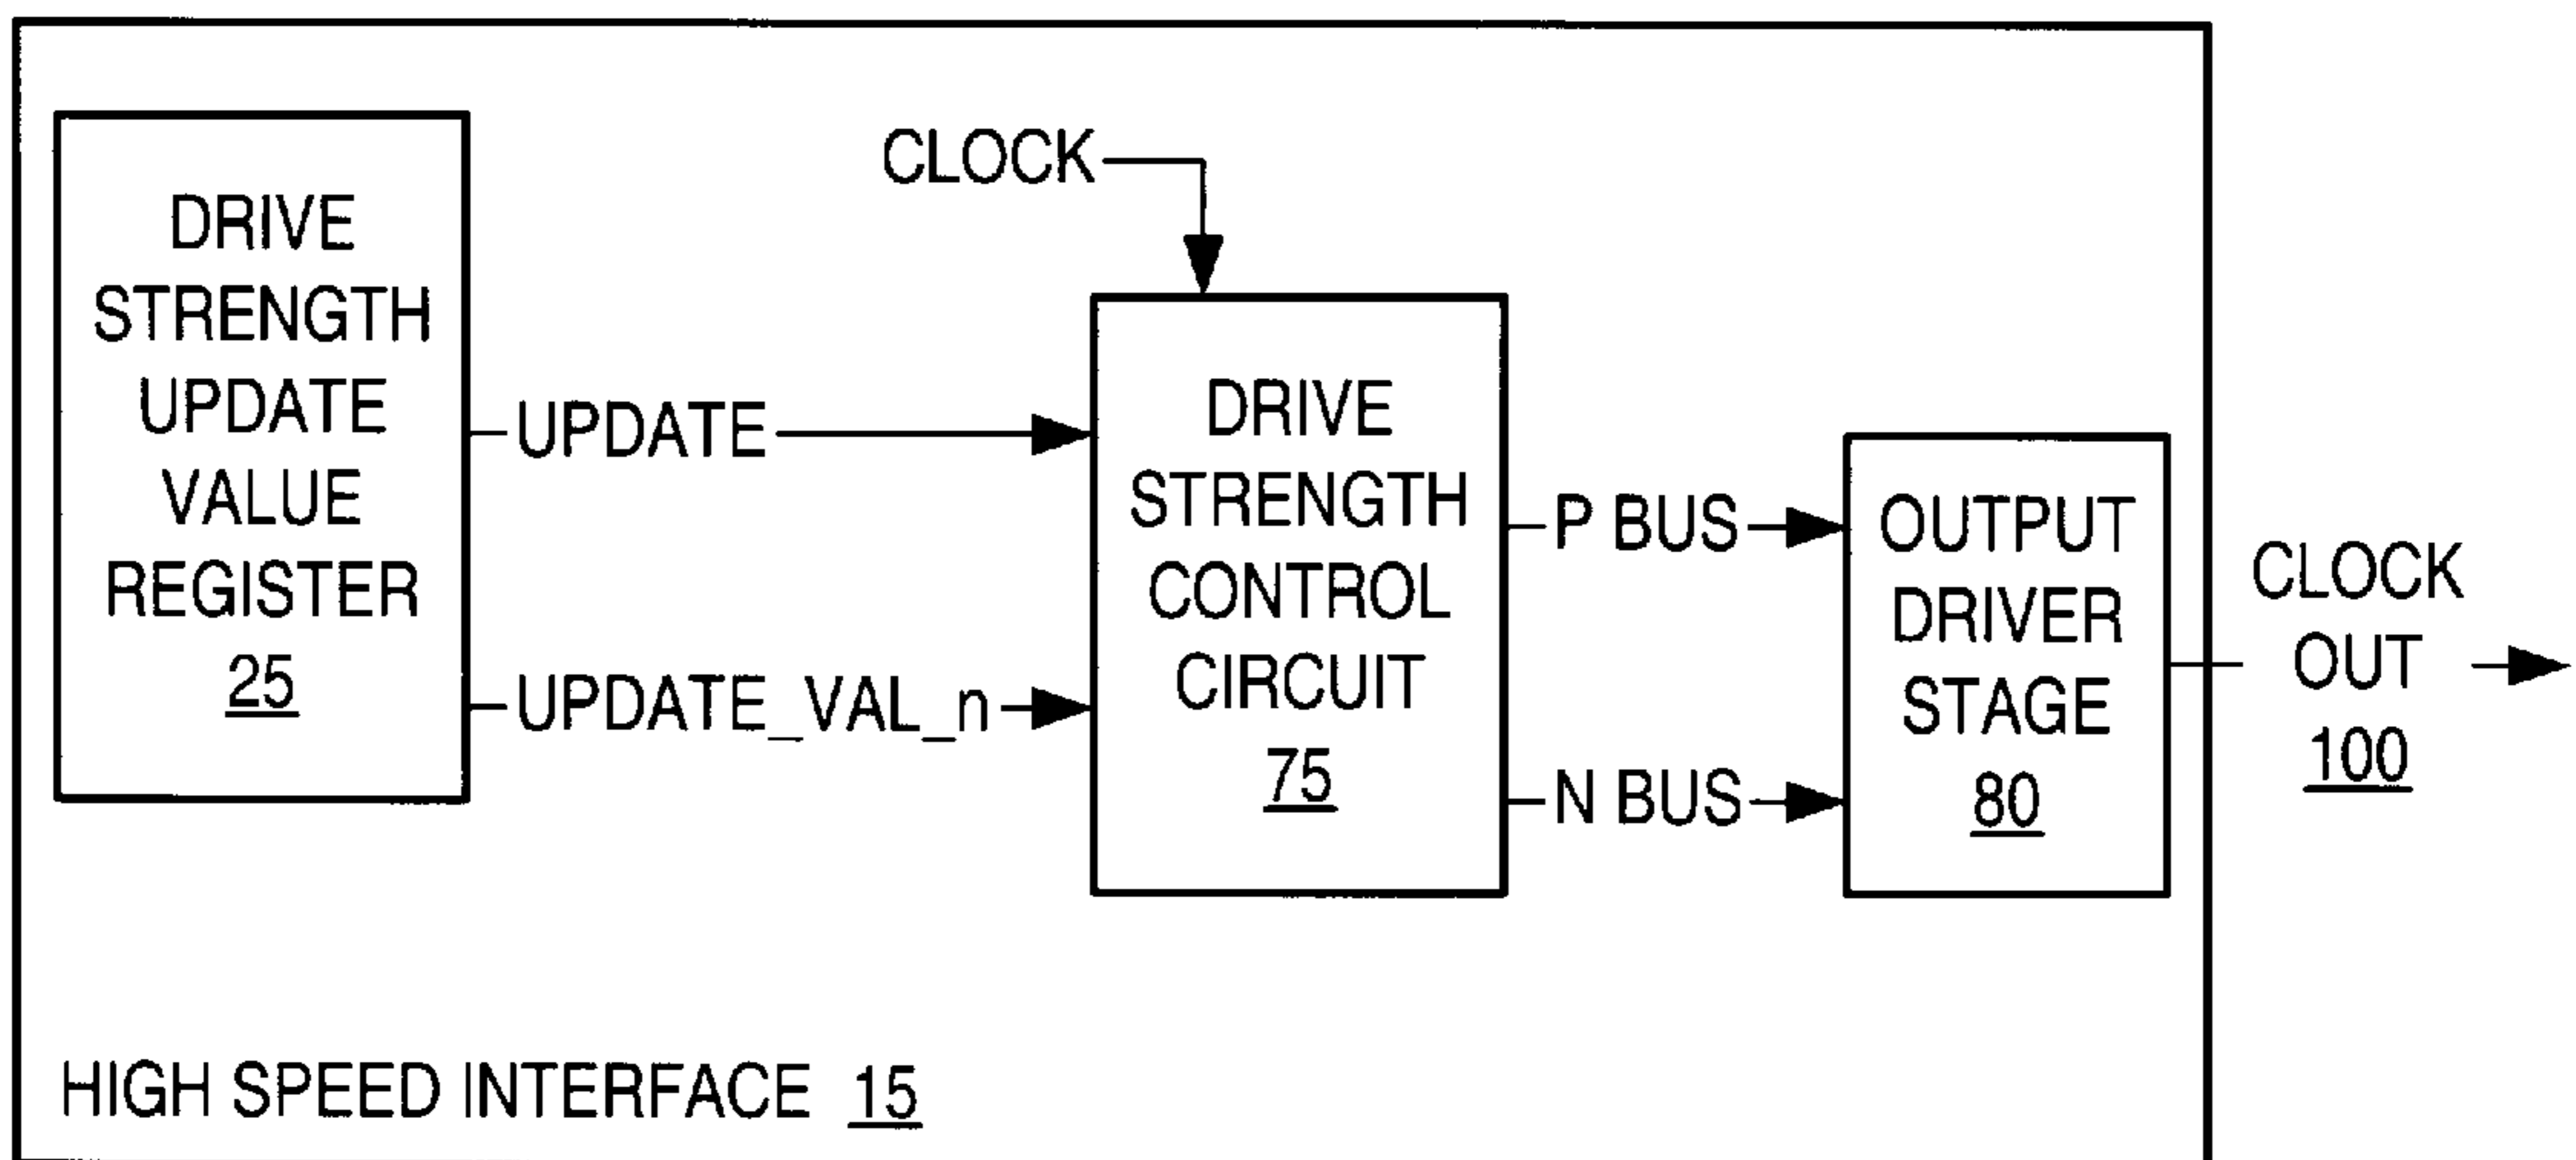 DRIVE
STRENGTH
UPDATE
VALUE
REGISTER
25
UPDATE
UPDATE_VAL_n
CLOCK
DRIVE
STRENGTH
CONTROL
CIRCUIT
75
P BUS
N BUS
OUTPUT
DRIVER
STAGE
80
CLOCK
OUT
100
HIGH SPEED INTERFACE 15